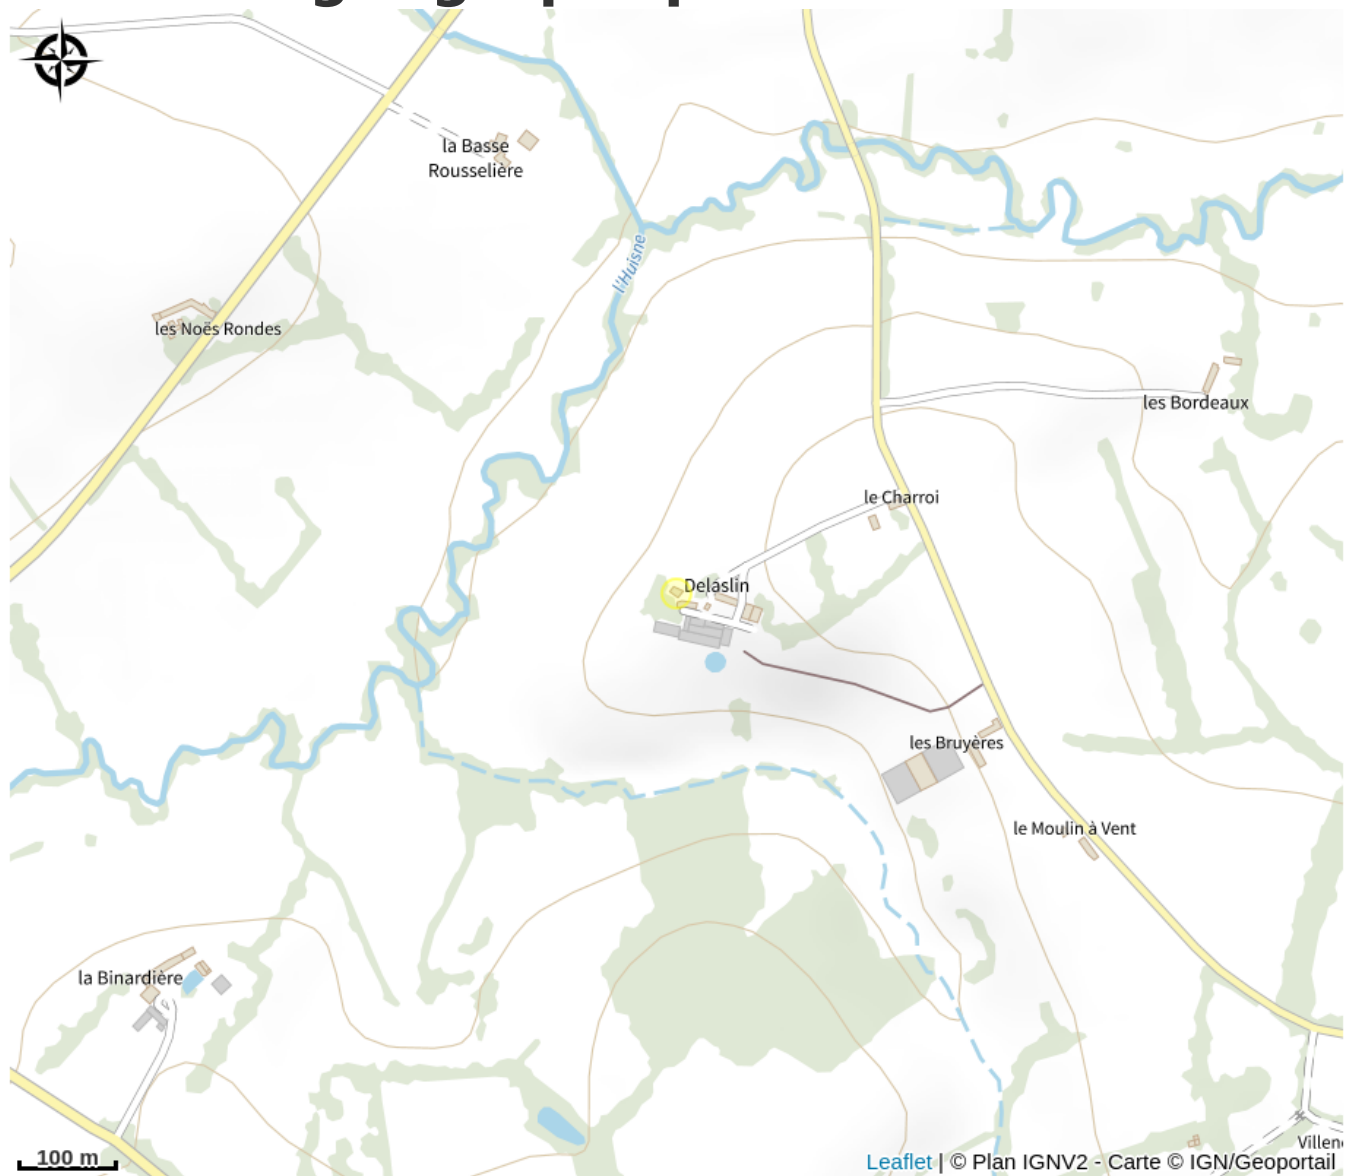 la Basse
Rousselière
l'Huisne
les Noës Rondes
les Bordeaux
le Charroi
Delaslin
les Bruyères
le Moulin à Vent
la Binardière
Villen
100 m
Leaflet | © Plan IGNV2 - Carte © IGN/Geoportail